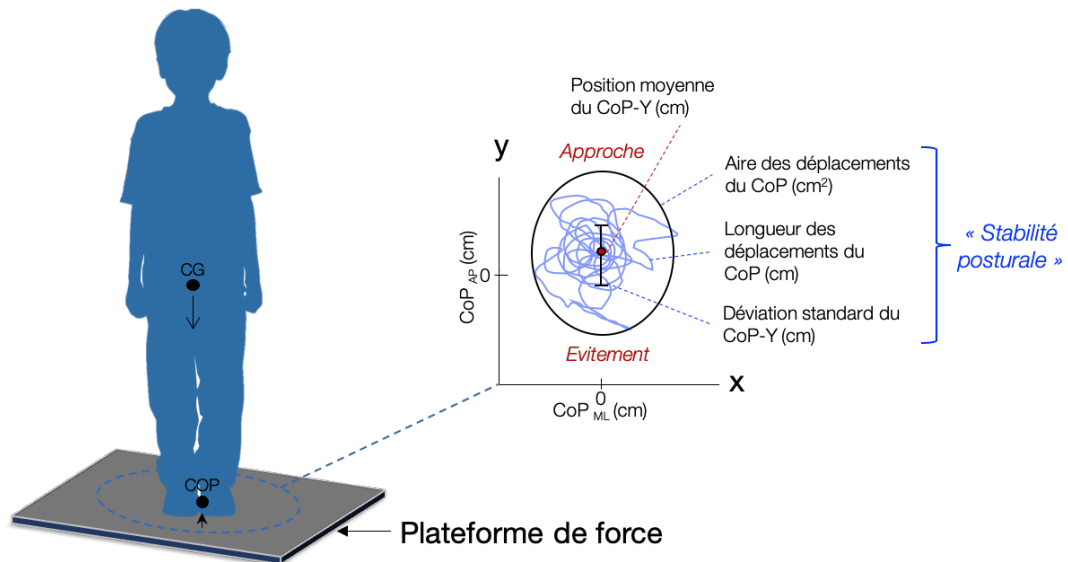 Position moyenne
du CoP-Y (cm)
y
Approche
Aire des déplacements
du CoP (cm²)
Longueur des
déplacements du
CoP (cm)
« Stabilité
posturale »
CG
CoP AP (cm)
0
Déviation standard du
CoP-Y (cm)
Evitement
x
0
CoP ML (cm)
COP
Plateforme de force